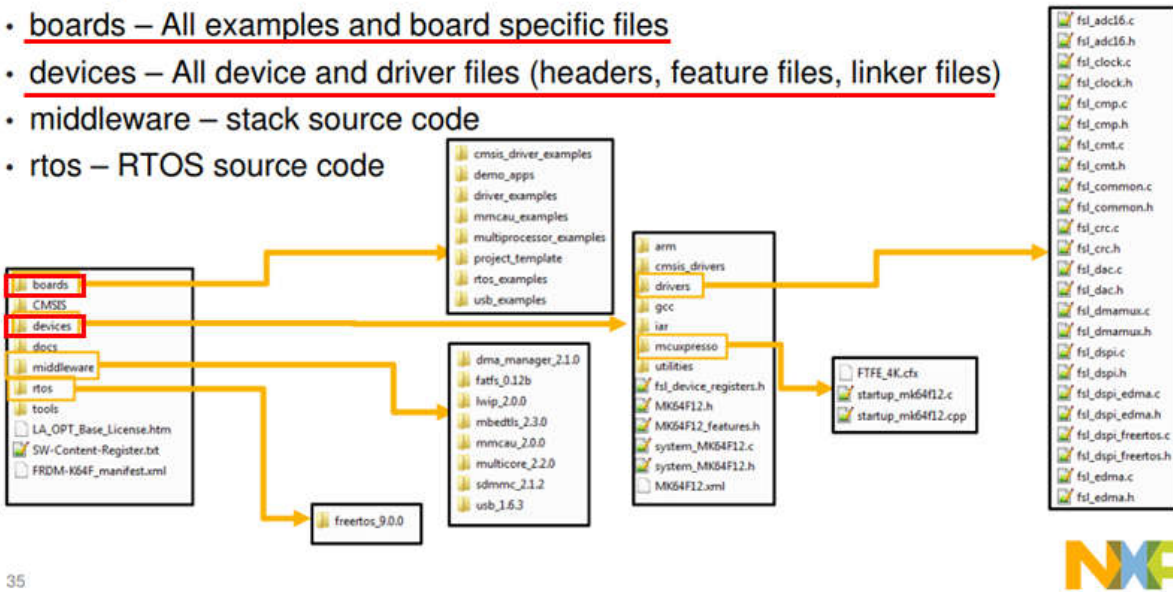 • boards – All examples and board specific files
• devices – All device and driver files (headers, feature files, linker files)
• middleware – stack source code
• rtos – RTOS source code
boards
CMSIS
devices
docs
middleware
rtos
tools
LA_OPT_Base_License.htm
SW-Content-Register.txt
FRDM-K64F_manifest.xml
cmsis_driver_examples
demo_apps
driver_examples
mmcau_examples
multiprocessor_examples
project_template
rtos_examples
usb_examples
dma_manager_2.1.0
fatfs_0.12b
lwip_2.0.0
mbedtls_2.3.0
mmcau_2.0.0
multicore_2.2.0
sdmmc_2.1.2
usb_1.6.3
freertos_9.0.0
arm
cmsis_drivers
drivers
gcc
iar
mcuxpresso
utilities
fsl_device_registers.h
MK64F12.h
MK64F12_features.h
system_MK64F12.c
system_MK64F12.h
MK64F12.xml
FTFE_4K.cfx
startup_mk64f12.c
startup_mk64f12.cpp
fsl_adc16.c
fsl_adc16.h
fsl_clock.c
fsl_clock.h
fsl_cmp.c
fsl_cmp.h
fsl_cmt.c
fsl_cmt.h
fsl_common.c
fsl_common.h
fsl_crc.c
fsl_crc.h
fsl_dac.c
fsl_dac.h
fsl_dmamux.c
fsl_dmamux.h
fsl_dspi.c
fsl_dspi.h
fsl_dspi_edma.c
fsl_dspi_edma.h
fsl_dspi_freertos.c
fsl_dspi_freertos.h
fsl_edma.c
fsl_edma.h
35
NXP